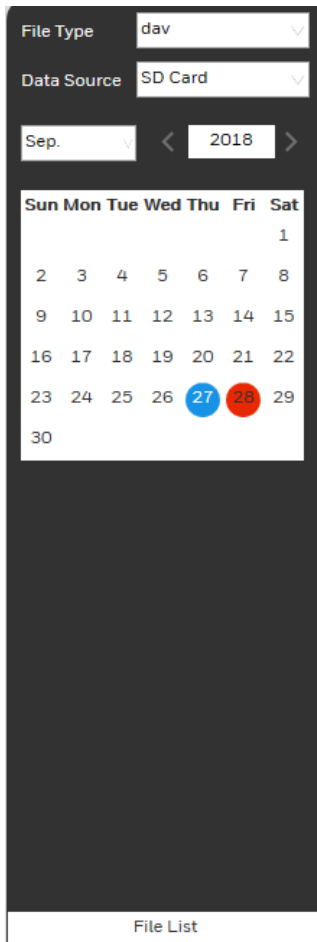 File Type dav
Data Source SD Card
Sep. 2018
Sun Mon Tue Wed Thu Fri Sat
1
2 3 4 5 6 7 8
9 10 11 12 13 14 15
16 17 18 19 20 21 22
23 24 25 26 27 28 29
30
File List